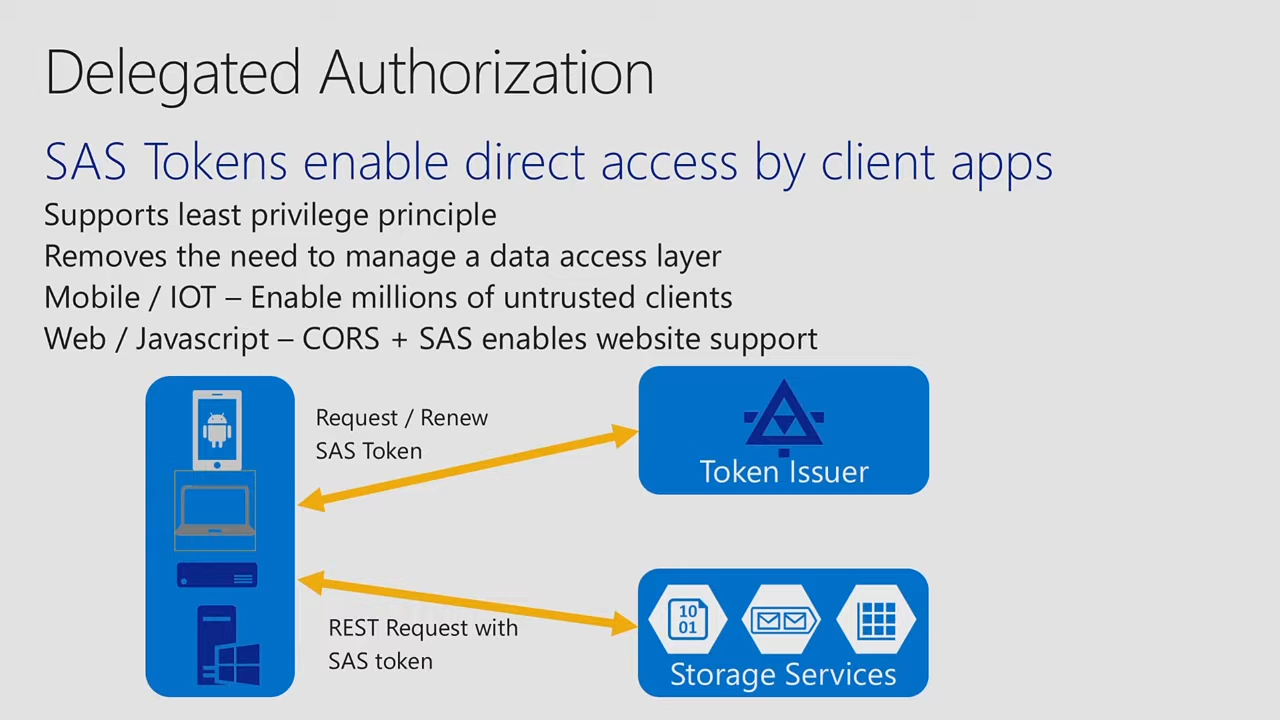 Delegated Authorization
SAS Tokens enable direct access by client apps
Supports least privilege principle
Removes the need to manage a data access layer
Mobile / IOT – Enable millions of untrusted clients
Web / Javascript – CORS + SAS enables website support
Request / Renew
SAS Token
Token Issuer
REST Request with
SAS token
10
01
Storage Services